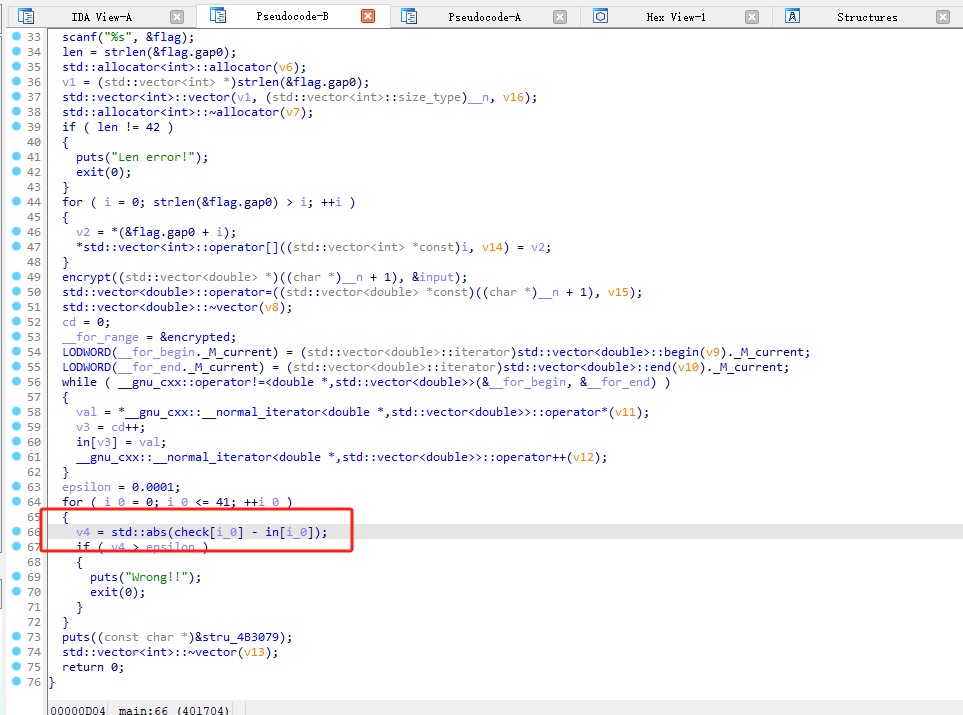 IDA View-A Pseudocode-B Pseudocode-A Hex View-1 Structures
33 scanf("%s", &flag);
34 len = strlen(&flag.gap0);
35 std::allocator<int>::allocator(v6);
36 v1 = (std::vector<int> *)strlen(&flag.gap0);
37 std::vector<int>::vector(v1, (std::vector<int>::size_type)__n, v16);
38 std::allocator<int>::~allocator(v7);
39 if ( len != 42 )
40 {
41 puts("Len error!");
42 exit(0);
43 }
44 for ( i = 0; strlen(&flag.gap0) > i; ++i )
45 {
46 v2 = *(&flag.gap0 + i);
47 *std::vector<int>::operator[]((std::vector<int> *const)i, v14) = v2;
48 }
49 encrypt((std::vector<double> *)((char *)__n + 1), &input);
50 std::vector<double>::operator=((std::vector<double> *const)((char *)__n + 1), v15);
51 std::vector<double>::~vector(v8);
52 cd = 0;
53 __for_range = &encrypted;
54 LODWORD(__for_begin._M_current) = (std::vector<double>::iterator)std::vector<double>::begin(v9)._M_current;
55 LODWORD(__for_end._M_current) = (std::vector<double>::iterator)std::vector<double>::end(v10)._M_current;
56 while ( __gnu_cxx::operator!=<double *,std::vector<double>>(&__for_begin, &__for_end) )
57 {
58 val = *__gnu_cxx::__normal_iterator<double *,std::vector<double>>::operator*(v11);
59 v3 = cd++;
60 in[v3] = val;
61 __gnu_cxx::__normal_iterator<double *,std::vector<double>>::operator++(v12);
62 }
63 epsilon = 0.0001;
64 for ( i_0 = 0; i_0 <= 41; ++i_0 )
65 {
66 v4 = std::abs(check[i_0] - in[i_0]);
67 if ( v4 > epsilon )
68 {
69 puts("Wrong!!");
70 exit(0);
71 }
72 }
73 puts((const char *)&stru_4B3079);
74 std::vector<int>::~vector(v13);
75 return 0;
76 }
00000D04 main:66 (401704)